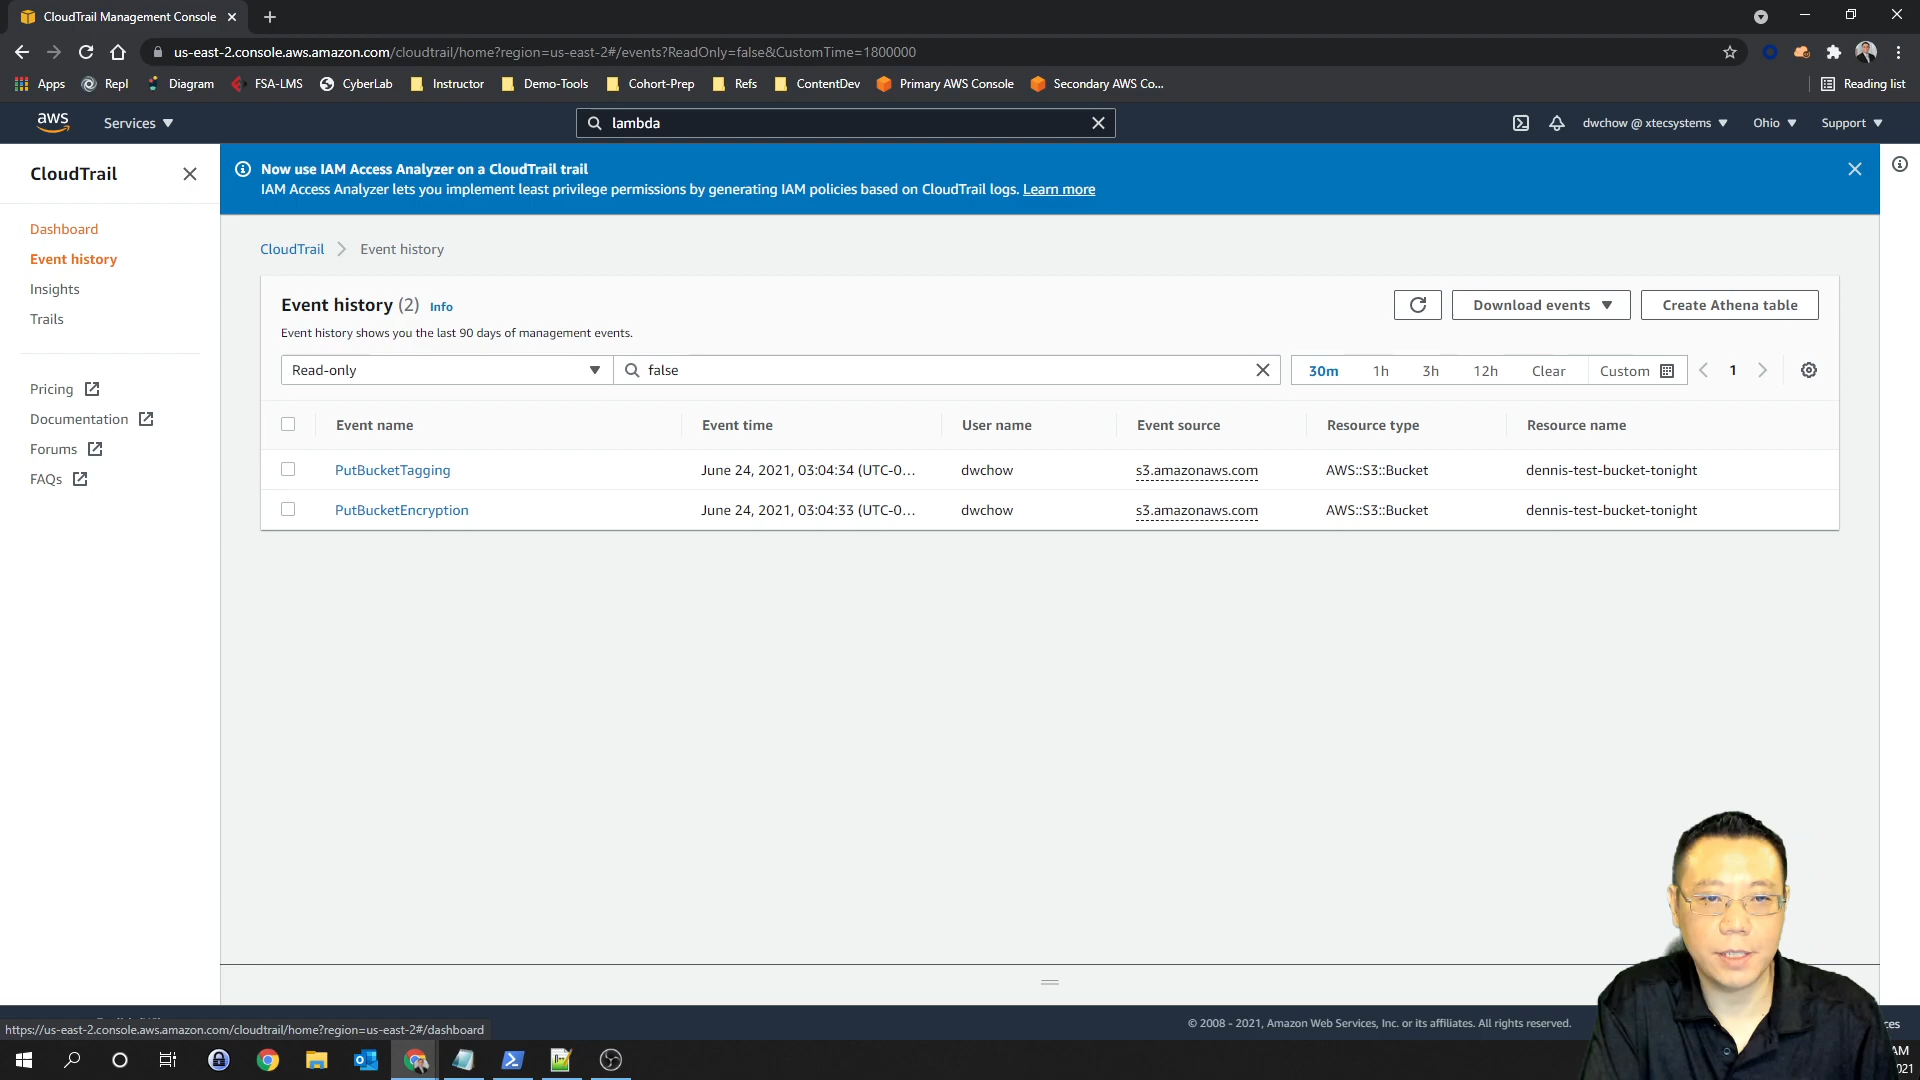 CloudTrail Management Console
us-east-2.console.aws.amazon.com/cloudtrail/home?region=us-east-2#/events?ReadOnly=false&CustomTime=1800000
Apps Repl Diagram FSA-LMS CyberLab Instructor Demo-Tools Cohort-Prep Refs ContentDev Primary AWS Console Secondary AWS Co... Reading list
aws Services lambda dwchow @ xtecsystems Ohio Support
CloudTrail
Dashboard
Event history
Insights
Trails
Pricing
Documentation
Forums
FAQs
Now use IAM Access Analyzer on a CloudTrail trail
IAM Access Analyzer lets you implement least privilege permissions by generating IAM policies based on CloudTrail logs. Learn more
CloudTrail Event history
Event history (2) Info
Download events Create Athena table
Event history shows you the last 90 days of management events.
Read-only false 30m 1h 3h 12h Clear Custom 1
Event name Event time User name Event source Resource type Resource name
PutBucketTagging June 24, 2021, 03:04:34 (UTC-0... dwchow s3.amazonaws.com AWS::S3::Bucket dennis-test-bucket-tonight
PutBucketEncryption June 24, 2021, 03:04:33 (UTC-0... dwchow s3.amazonaws.com AWS::S3::Bucket dennis-test-bucket-tonight
© 2008 - 2021, Amazon Web Services, Inc. or its affiliates. All rights reserved.
https://us-east-2.console.aws.amazon.com/cloudtrail/home?region=us-east-2#/dashboard
AM